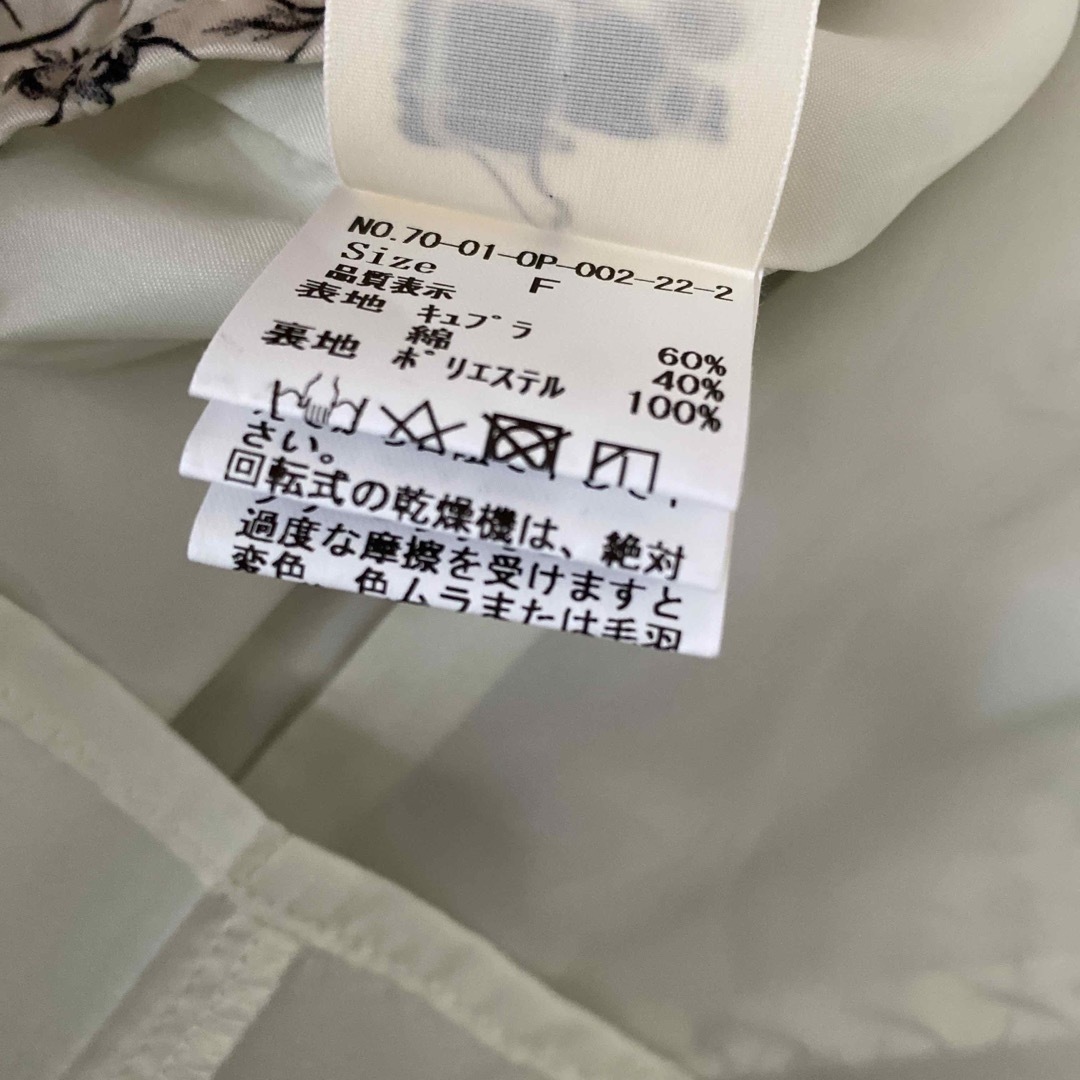 NO.70-01-OP-002-22-2
Size F
品質表示
表地 キュプラ 60%
綿 40%
裏地 ポリエステル 100%
さい。
回転式の乾燥機は、絶対
過度な摩擦を受けますと
変色、色ムラまたは毛羽